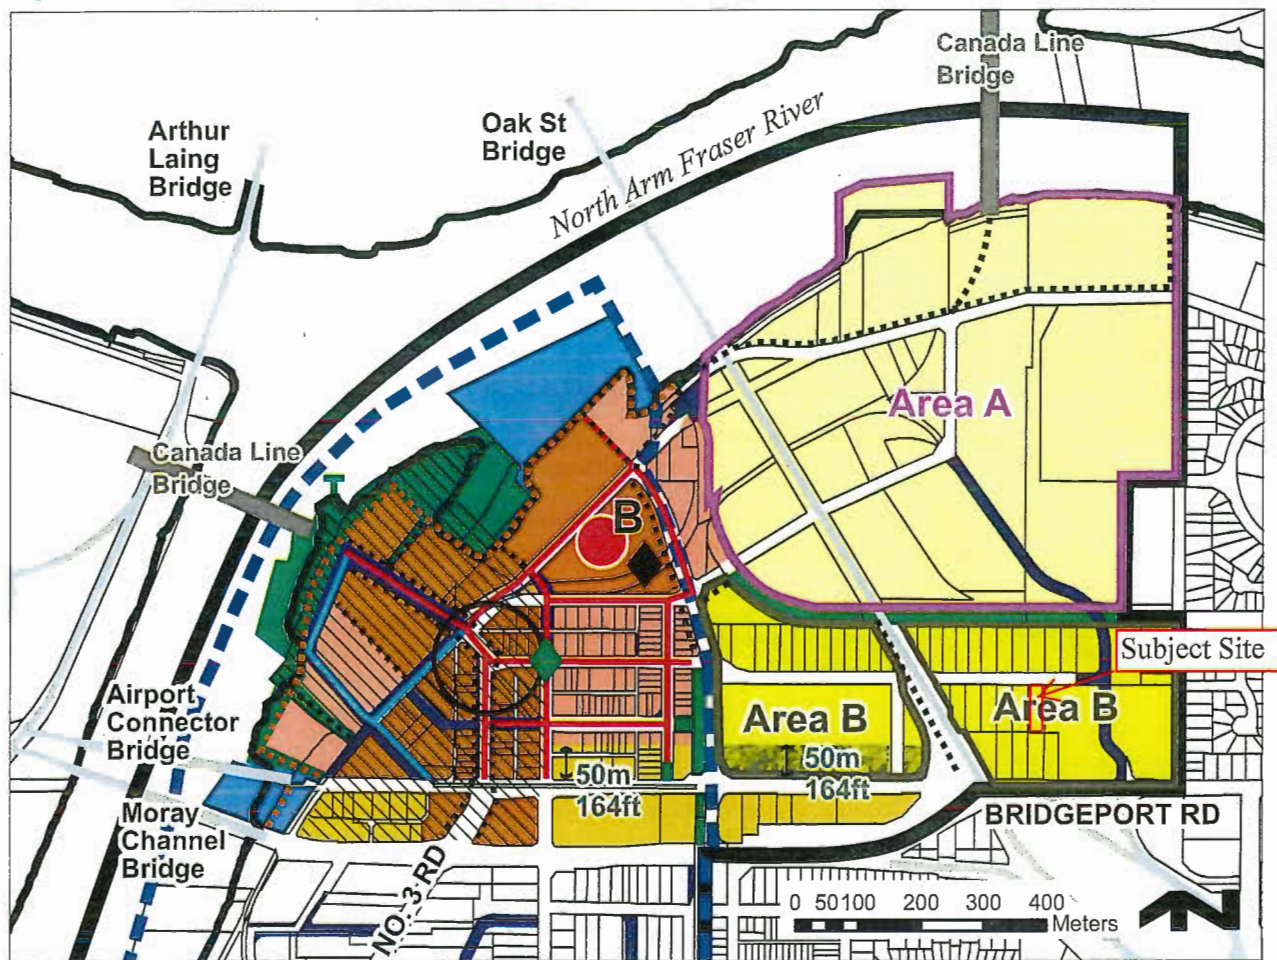 Canada Line
Bridge
Arthur
Laing
Bridge
Oak St
Bridge
North Arm Fraser River
Area A
Canada Line
Bridge
T
B
Subject Site
Area B
Area B
Airport
Connector
Bridge
50m
164ft
50m
164ft
Moray
Channel
Bridge
BRIDGEPORT RD
NO. 3 RD
0 50 100 200 300 400
Meters
N